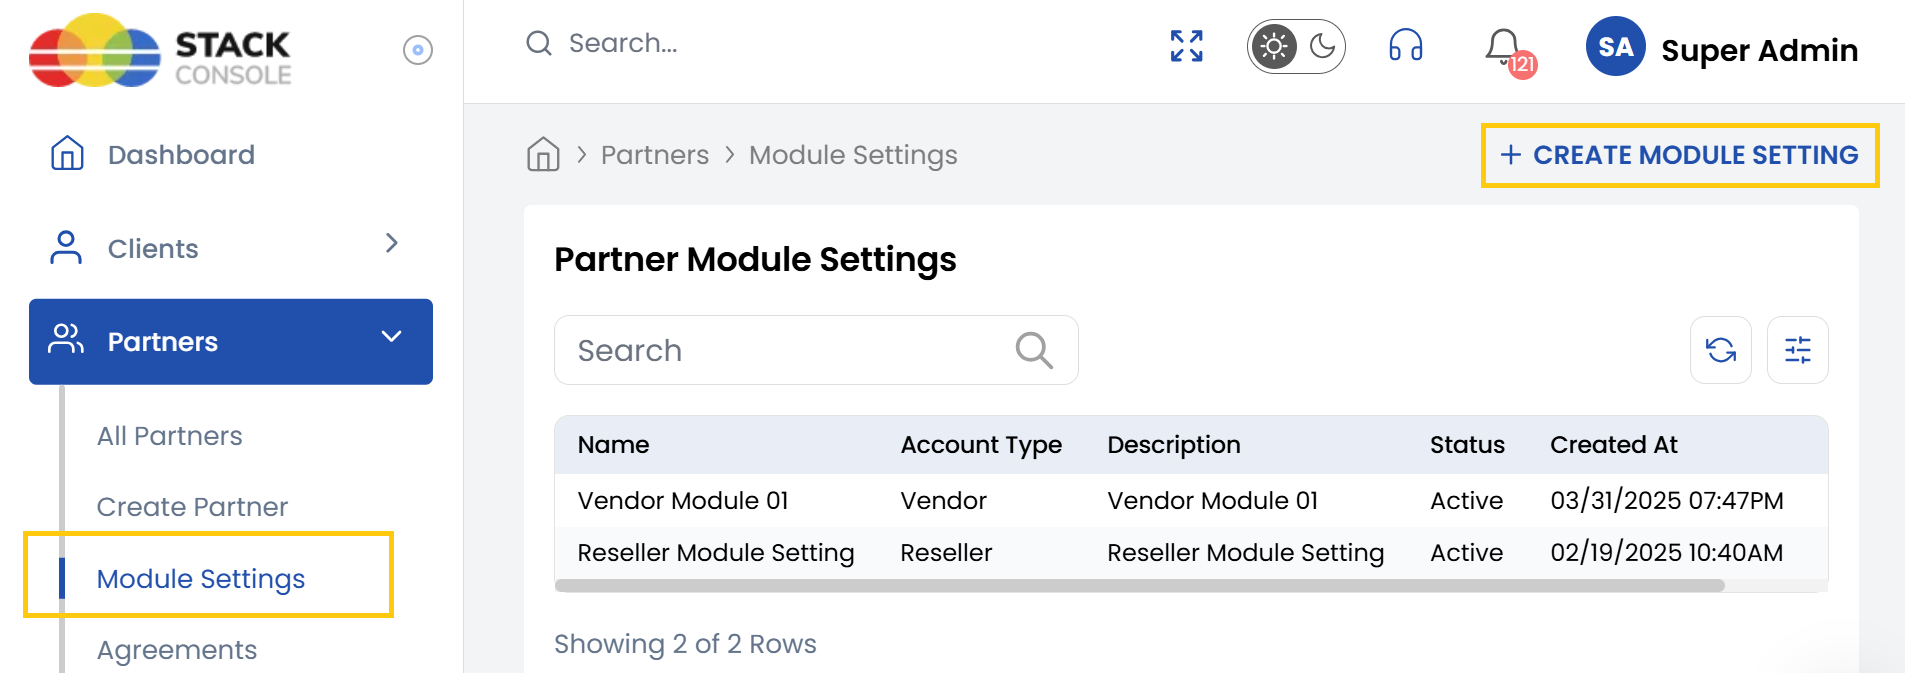 STACK
CONSOLE
Search...
121
SA
Super Admin
Dashboard
Clients
Partners
All Partners
Create Partner
Module Settings
Agreements
> Partners > Module Settings
+ CREATE MODULE SETTING
Partner Module Settings
Search
Name Account Type Description Status Created At
Vendor Module 01 Vendor Vendor Module 01 Active 03/31/2025 07:47PM
Reseller Module Setting Reseller Reseller Module Setting Active 02/19/2025 10:40AM
Showing 2 of 2 Rows